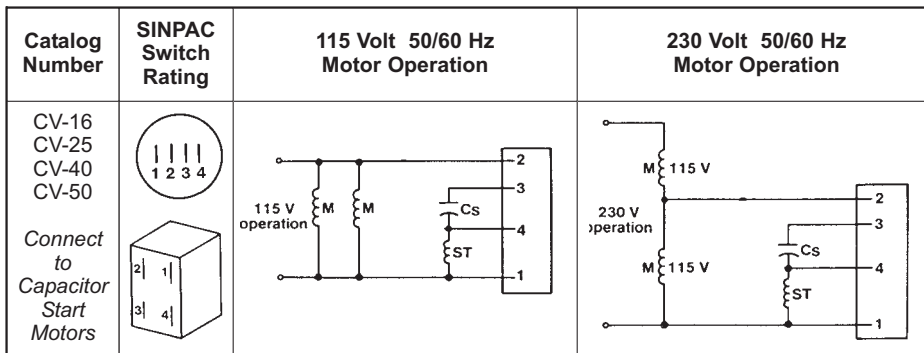 Catalog
Number
SINPAC
Switch
Rating
115 Volt 50/60 Hz
Motor Operation
230 Volt 50/60 Hz
Motor Operation
CV-16
CV-25
CV-40
CV-50
Connect
to
Capacitor
Start
Motors
1 2 3 4
2 1
3 4
115 V
operation
M
M
CS
ST
2
3
4
1
230 V
operation
M 115 V
M 115 V
CS
ST
2
3
4
1